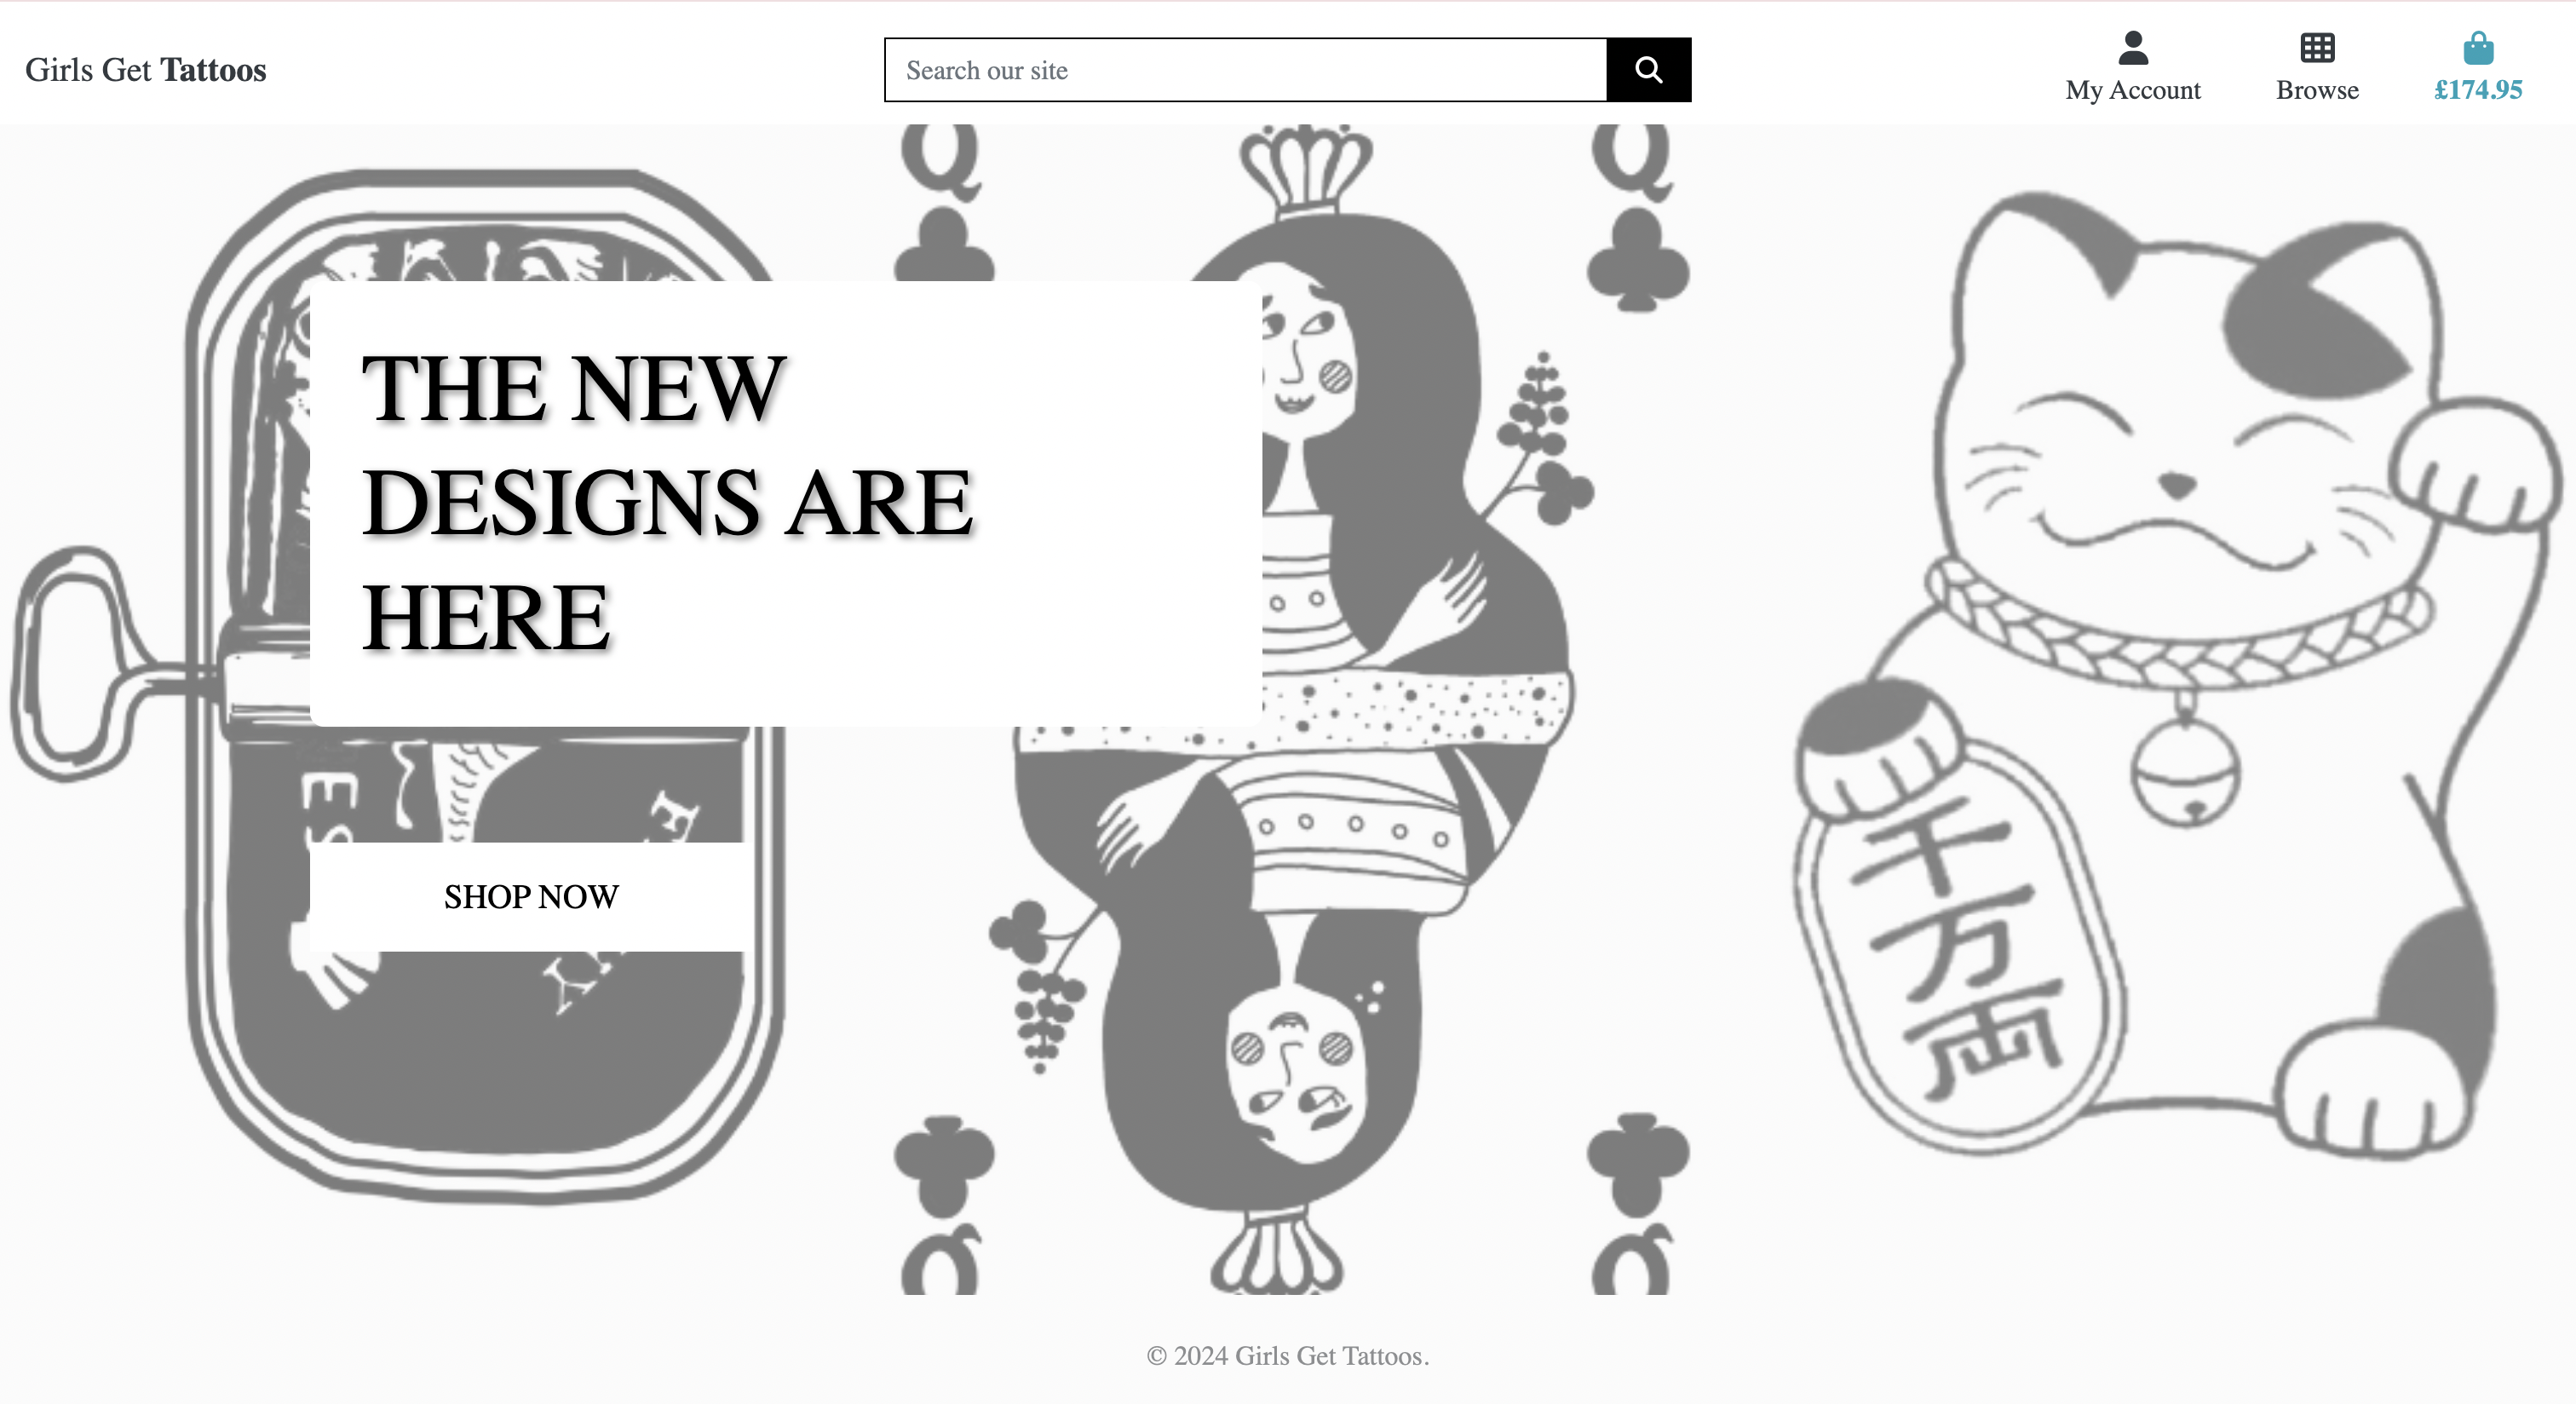 Girls Get Tattoos
Search our site
My Account
Browse
£174.95
Q
Q
THE NEW
DESIGNS ARE
HERE
E
S
E
SHOP NOW
千
万
両
Q
Q
© 2024 Girls Get Tattoos.